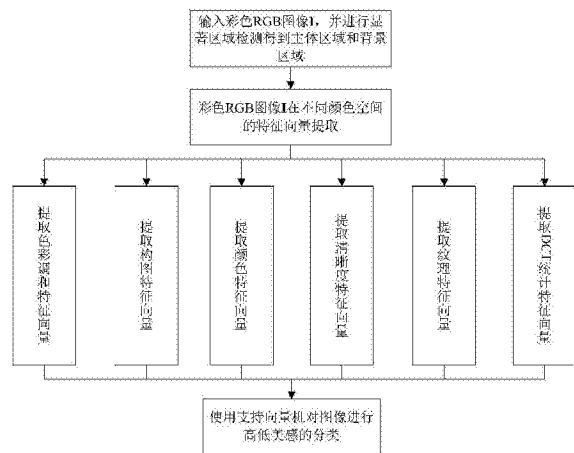 输入彩色RGB图像I，并进行显
著区域检测得到主体区域和背景
区域
彩色RGB图像I在不同颜色空间
的特征向量提取
提取色彩调和特征向量
提取构图特征向量
提取颜色特征向量
提取清晰度特征向量
提取纹理特征向量
提取DCT统计特征向量
使用支持向量机对图像进行
高低美感的分类